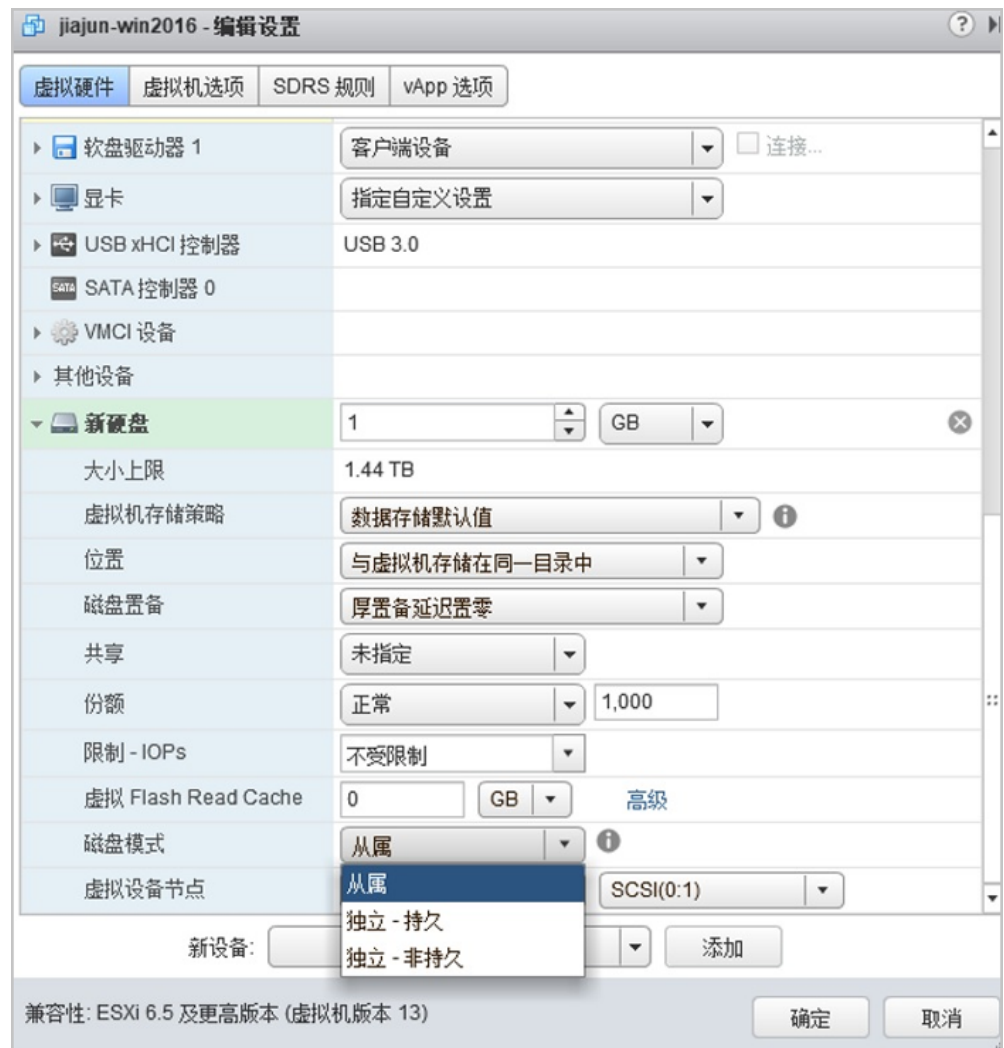 jiajun-win2016 - 编辑设置
虚拟硬件 虚拟机选项 SDRS 规则 vApp 选项
软盘驱动器 1 客户端设备 连接...
显卡 指定自定义设置
USB xHCI 控制器 USB 3.0
SATA SATA 控制器 0
VMCI 设备
其他设备
新硬盘 1 GB
大小上限 1.44 TB
虚拟机存储策略 数据存储默认值
位置 与虚拟机存储在同一目录中
磁盘置备 厚置备延迟置零
共享 未指定
份额 正常 1,000
限制 - IOPs 不受限制
虚拟 Flash Read Cache 0 GB 高级
磁盘模式 从属
从属
虚拟设备节点 SCSI(0:1)
独立 - 持久
新设备: 添加
独立 - 非持久
兼容性: ESXi 6.5 及更高版本 (虚拟机版本 13) 确定 取消